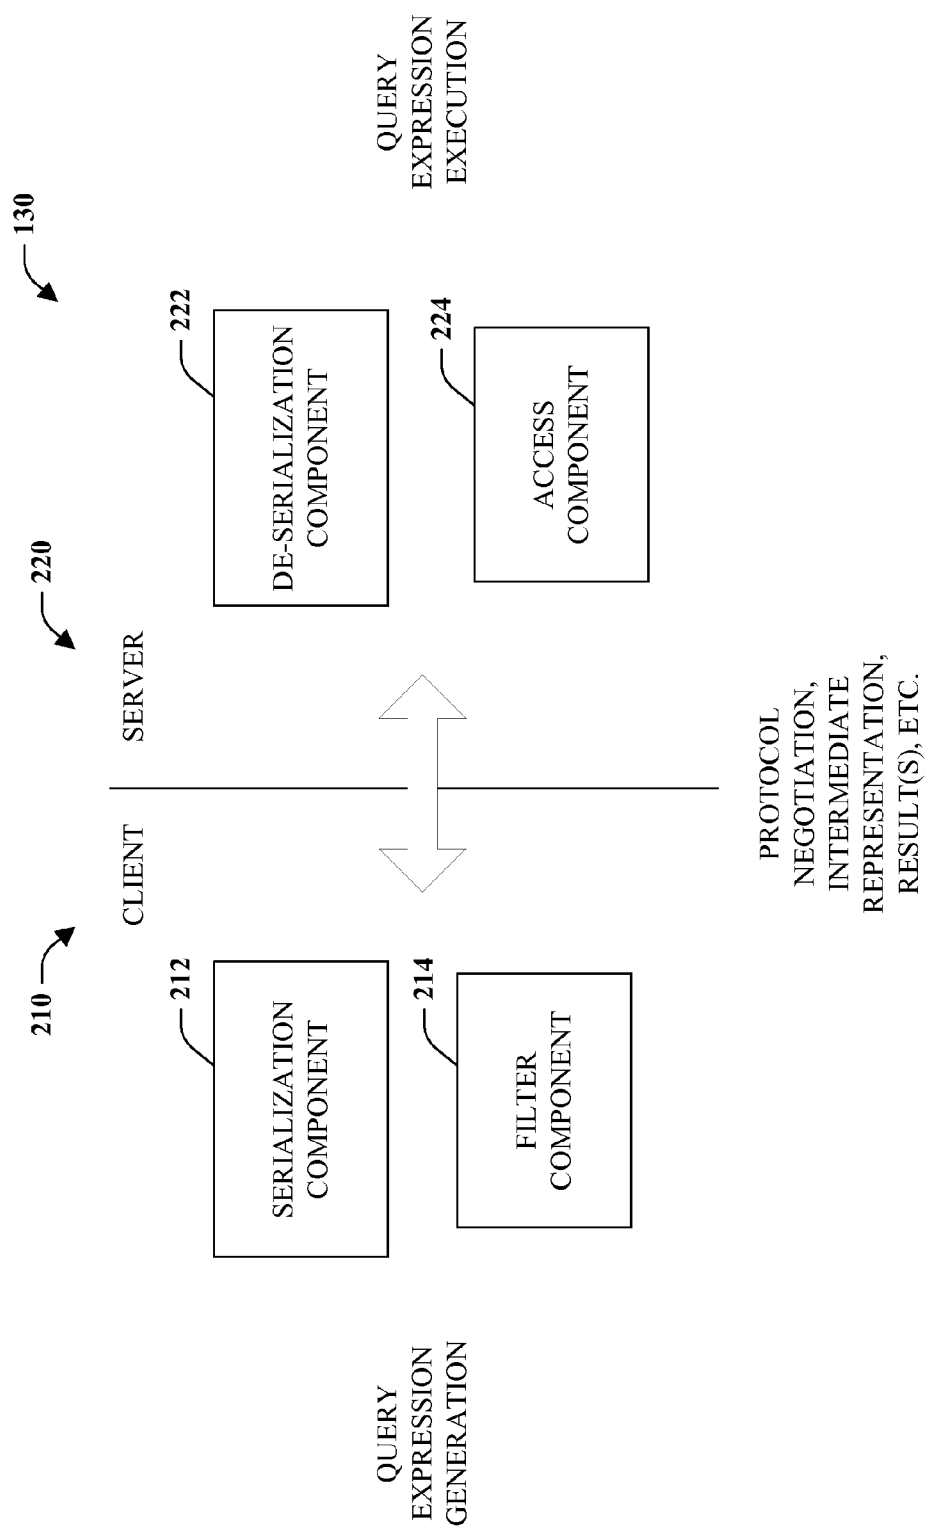 130
210
220
CLIENT
SERVER
212
SERIALIZATION
COMPONENT
222
DE-SERIALIZATION
COMPONENT
QUERY
EXPRESSION
GENERATION
QUERY
EXPRESSION
EXECUTION
214
FILTER
COMPONENT
224
ACCESS
COMPONENT
PROTOCOL
NEGOTIATION,
INTERMEDIATE
REPRESENTATION,
RESULT(S), ETC.